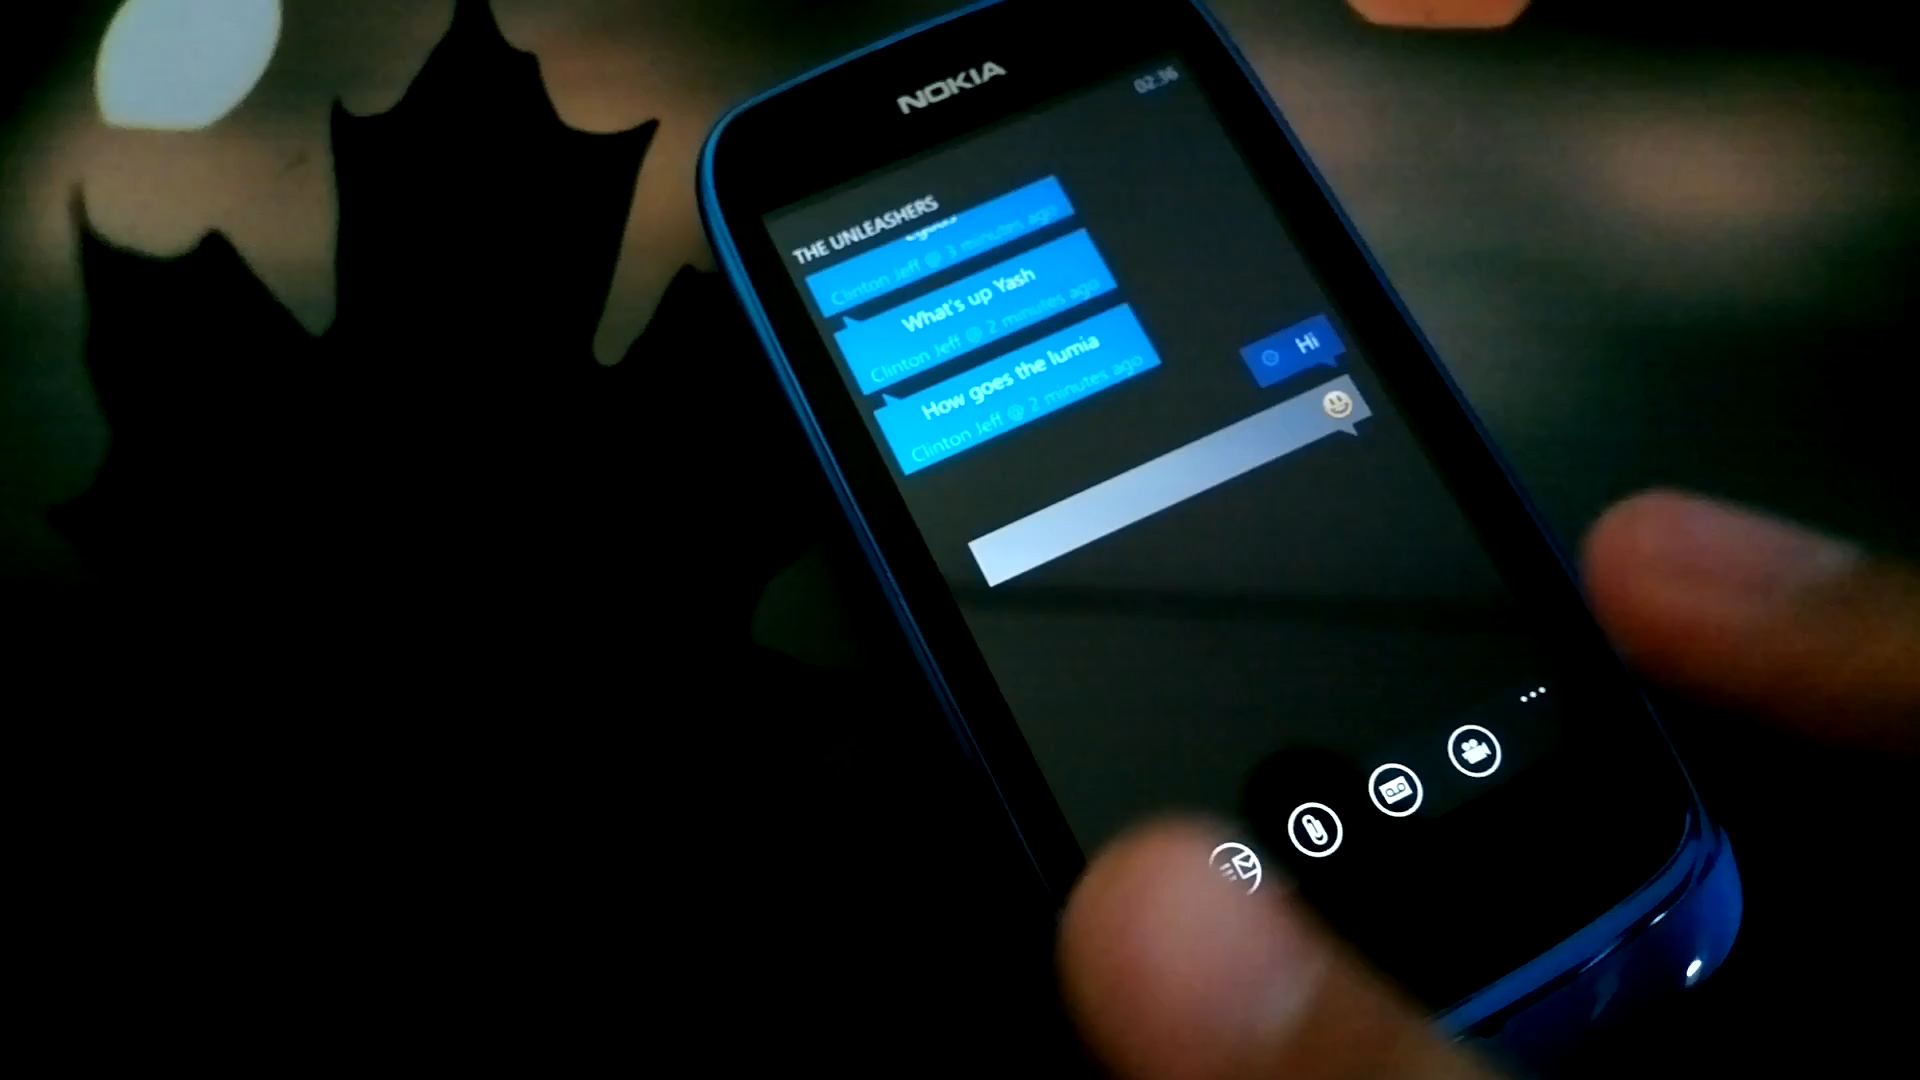 NOKIA
02:36
THE UNLEASHERS
Clinton Jeff @ 3 minutes ago
What's up Yash
Clinton Jeff @ 2 minutes ago
How goes the lumia
Clinton Jeff @ 2 minutes ago
Hi